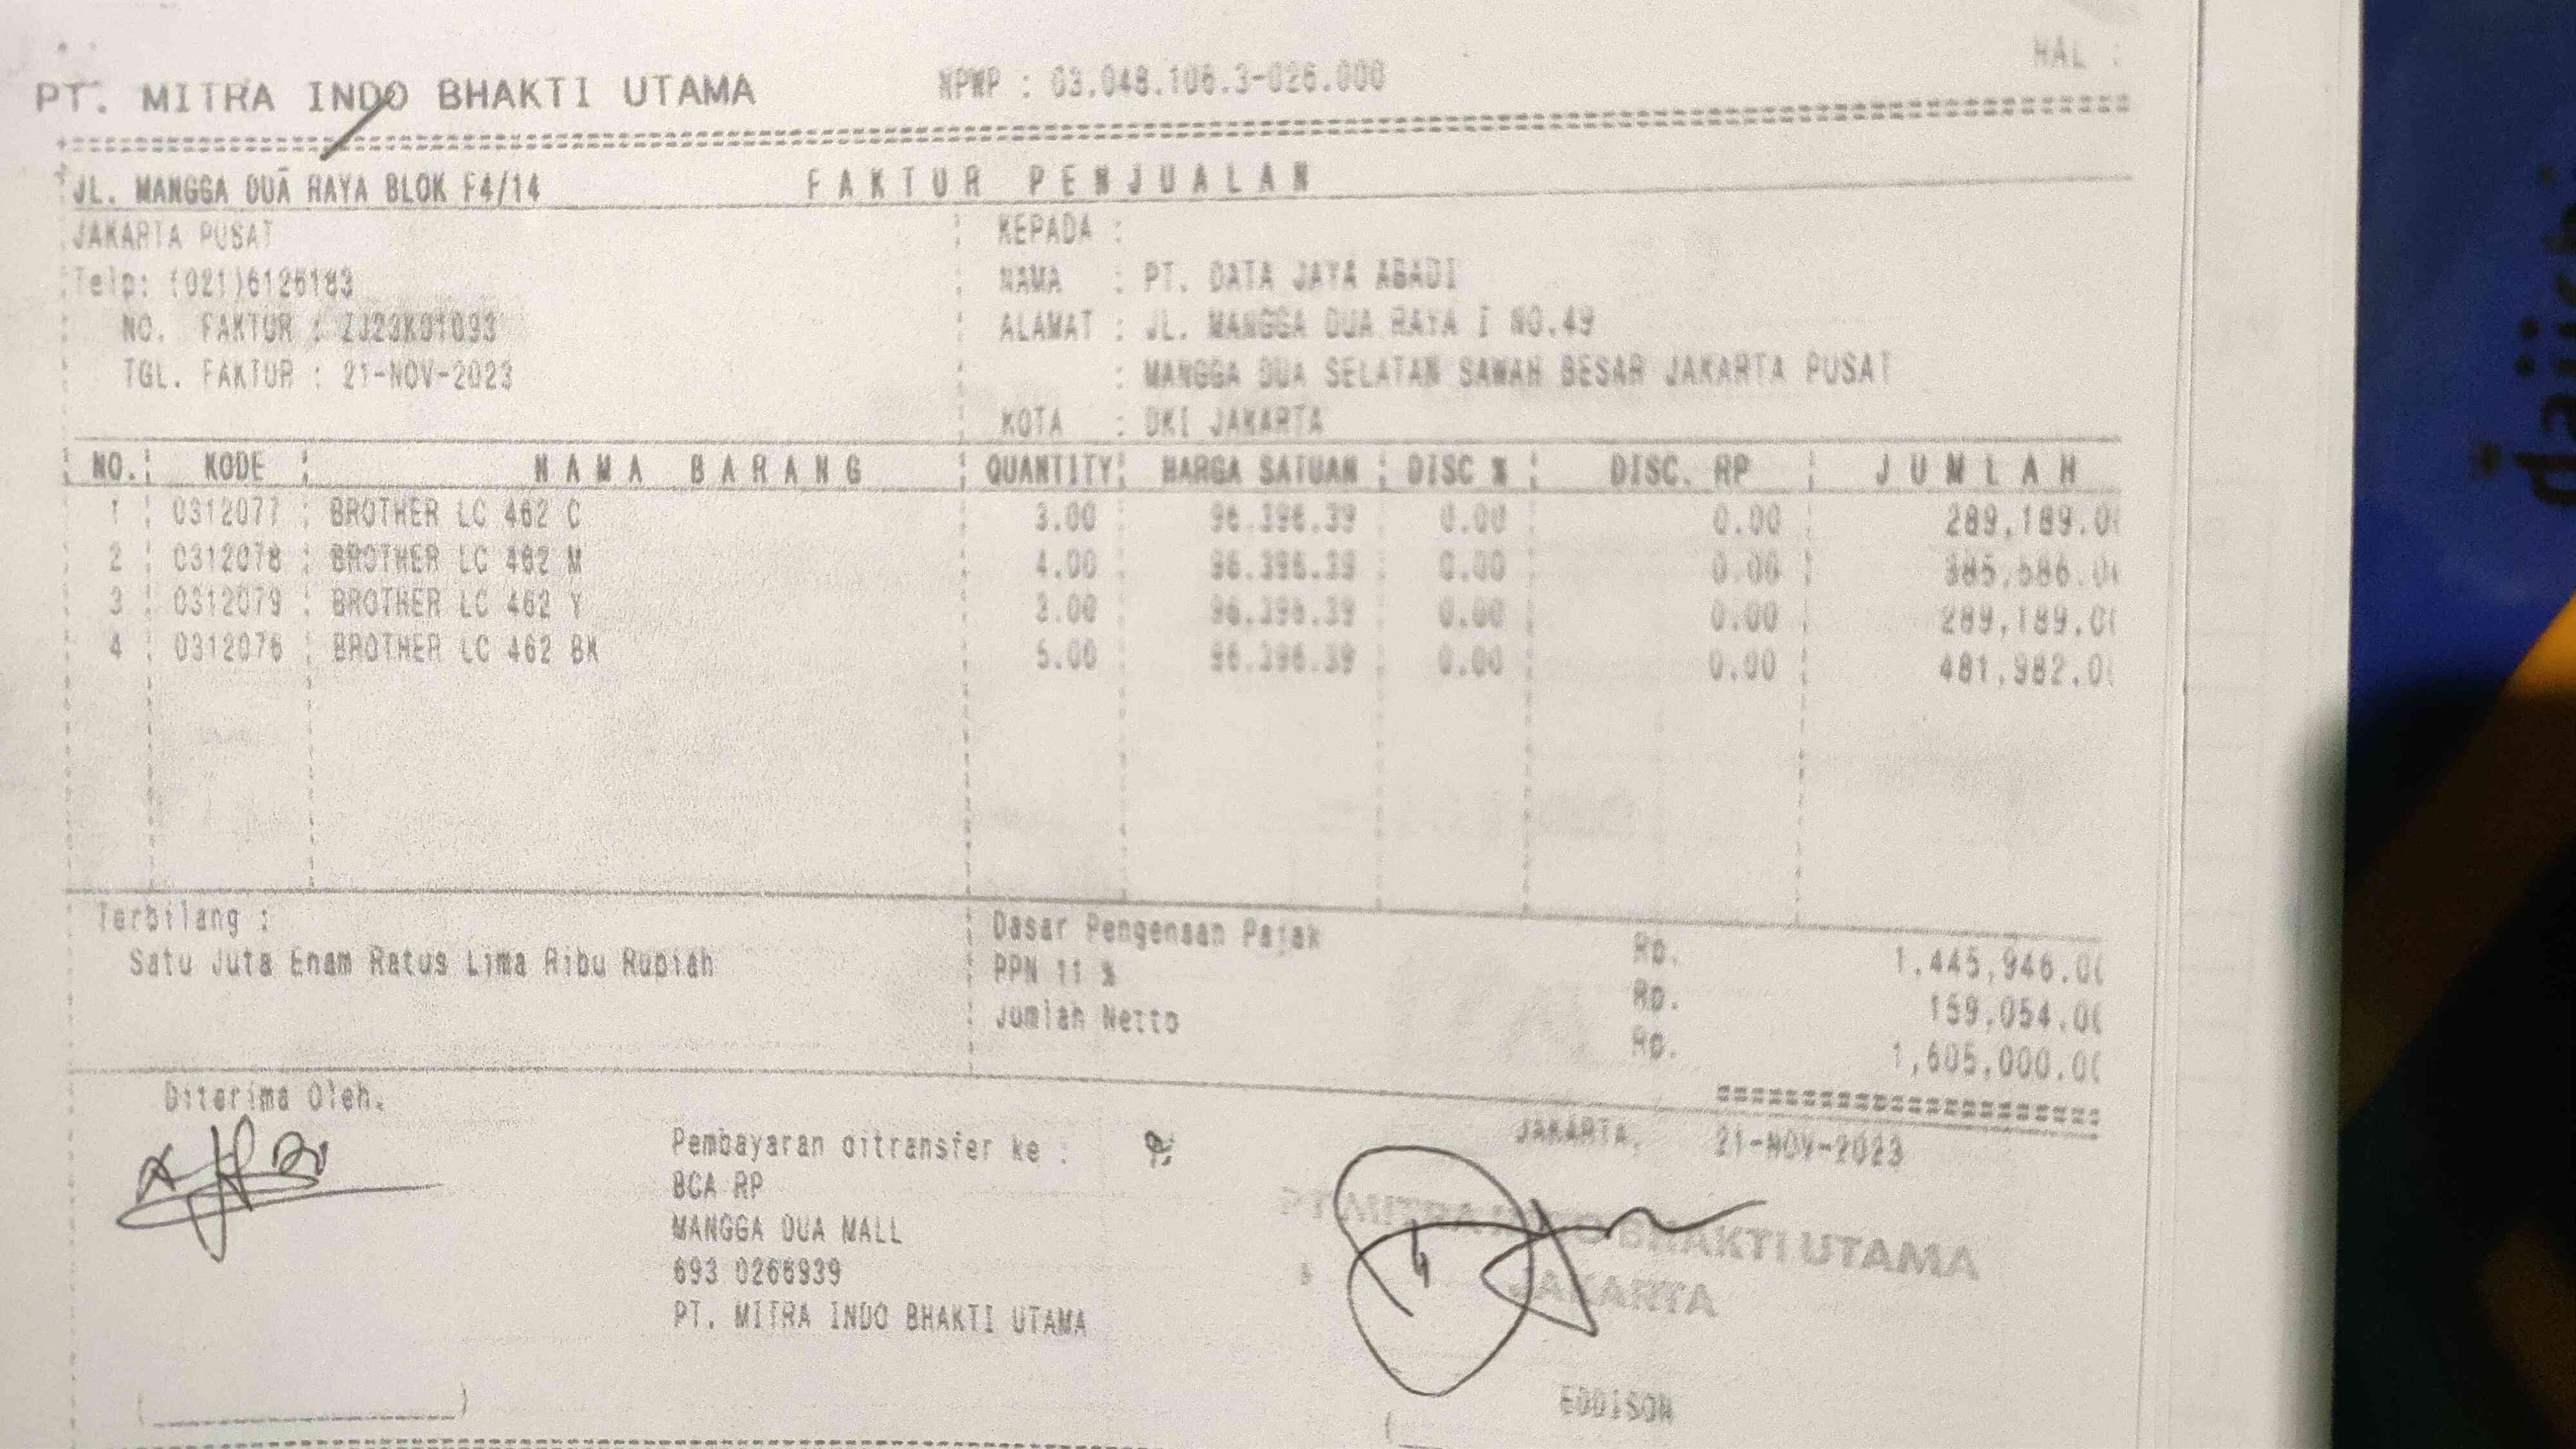 HAL :
PT. MITRA INDO BHAKTI UTAMA NPWP : 03.048.106.3-026.000
JL. MANGGA DUA RAYA BLOK F4/14 F A K T U R P E N J U A L A N
JAKARTA PUSAT KEPADA :
Telp: (021)6126183 NAMA : PT. DATA JAYA ABADI
NO. FAKTUR : ZJ23K01093 ALAMAT : JL. MANGGA DUA RAYA I NO.49
TGL. FAKTUR : 21-NOV-2023 : MANGGA DUA SELATAN SAWAH BESAR JAKARTA PUSAT
KOTA : DKI JAKARTA
NO. KODE N A M A B A R A N G QUANTITY HARGA SATUAN DISC % DISC. RP J U M L A H
1 0312077 BROTHER LC 462 C 3.00 96.396.39 0.00 0.00 289,189.0
2 0312078 BROTHER LC 462 M 4.00 96.396.39 0.00 0.00 385,586.0
3 0312079 BROTHER LC 462 Y 3.00 96.396.39 0.00 0.00 289,189.0
4 0312076 BROTHER LC 462 BK 5.00 96.396.39 0.00 0.00 481,982.0
Terbilang : Dasar Pengenaan Pajak Rp. 1,445,946.0
Satu Juta Enam Ratus Lima Ribu Rupiah PPN 11 % Rp. 159,054.0
Jumlah Netto Rp. 1,605,000.0
Diterima Oleh.
Pembayaran ditransfer ke : JAKARTA, 21-NOV-2023
BCA RP
MANGGA DUA MALL PT.MITRA INDO BHAKTI UTAMA
693 0266939 JAKARTA
PT. MITRA INDO BHAKTI UTAMA
EDDISON
daijub